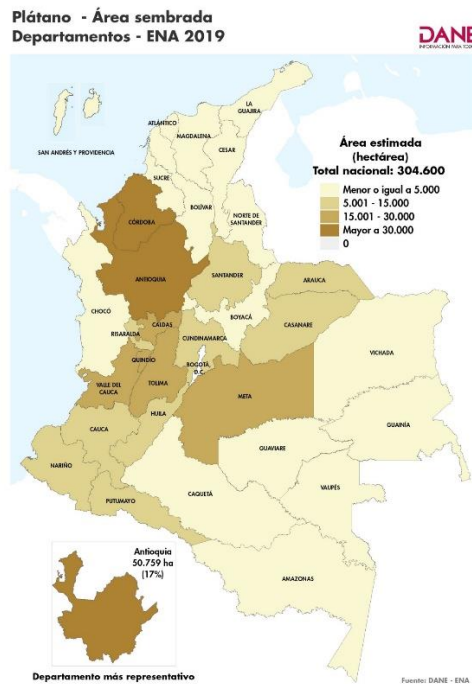 Plátano - Área sembrada
Departamentos - ENA 2019
DANE
INFORMACIÓN PARA TODOS
Área estimada
(hectárea)
Total nacional: 304.600
Menor o igual a 5.000
5.001 - 15.000
15.001 - 30.000
Mayor a 30.000
0
SAN ANDRÉS Y PROVIDENCIA
LA
GUAJIRA
ATLÁNTICO
MAGDALENA
CESAR
SUCRE
BOLÍVAR
NORTE DE
SANTANDER
CÓRDOBA
ANTIOQUIA
SANTANDER
ARAUCA
CHOCÓ
BOYACÁ
CALDAS
RISARALDA
CUNDINAMARCA
CASANARE
QUINDÍO
BOGOTÁ
D.C.
VICHADA
VALLE DEL
CAUCA
TOLIMA
META
HUILA
GUAINÍA
CAUCA
GUAVIARE
NARIÑO
VAUPÉS
PUTUMAYO
CAQUETÁ
AMAZONAS
Antioquia
50.759 ha
(17%)
Departamento más representativo
Fuente: DANE - ENA